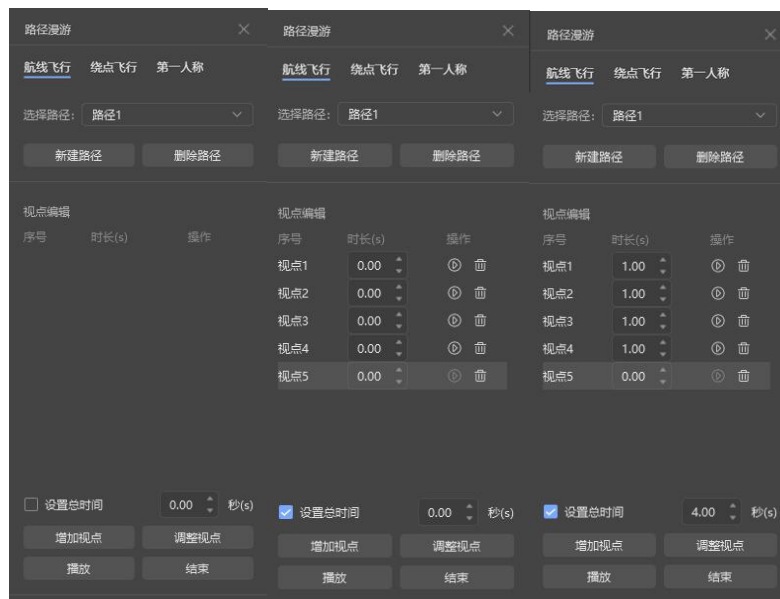 路径漫游
航线飞行 绕点飞行 第一人称
选择路径: 路径1
新建路径 删除路径
视点编辑
序号 时长(s) 操作
设置总时间 0.00 秒(s)
增加视点 调整视点
播放 结束
路径漫游
航线飞行 绕点飞行 第一人称
选择路径: 路径1
新建路径 删除路径
视点编辑
序号 时长(s) 操作
视点1 0.00
视点2 0.00
视点3 0.00
视点4 0.00
视点5 0.00
设置总时间 0.00 秒(s)
增加视点 调整视点
播放 结束
路径漫游
航线飞行 绕点飞行 第一人称
选择路径: 路径1
新建路径 删除路径
视点编辑
序号 时长(s) 操作
视点1 1.00
视点2 1.00
视点3 1.00
视点4 1.00
视点5 0.00
设置总时间 4.00 秒(s)
增加视点 调整视点
播放 结束